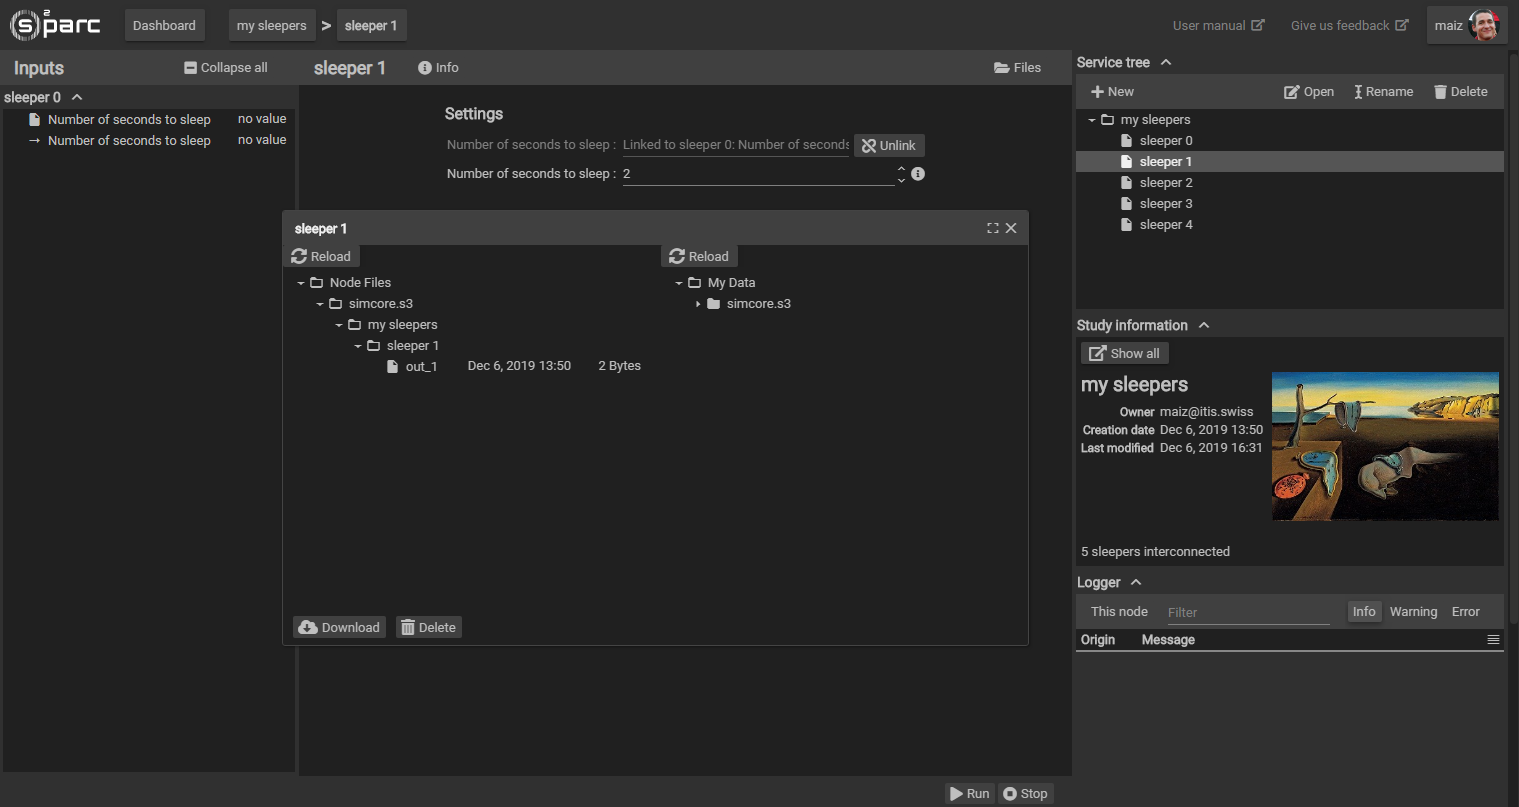 s2parc Dashboard my sleepers > sleeper 1 User manual Give us feedback maiz
Inputs Collapse all
sleeper 0
Number of seconds to sleep no value
Number of seconds to sleep no value
sleeper 1 Info Files
Settings
Number of seconds to sleep : Linked to sleeper 0: Number of seconds Unlink
Number of seconds to sleep : 2
sleeper 1
Reload
Node Files
simcore.s3
my sleepers
sleeper 1
out_1 Dec 6, 2019 13:50 2 Bytes
Reload
My Data
simcore.s3
Download Delete
Run Stop
Service tree
New Open Rename Delete
my sleepers
sleeper 0
sleeper 1
sleeper 2
sleeper 3
sleeper 4
Study information
Show all
my sleepers
Owner maiz@itis.swiss
Creation date Dec 6, 2019 13:50
Last modified Dec 6, 2019 16:31
5 sleepers interconnected
Logger
This node Filter Info Warning Error
Origin Message